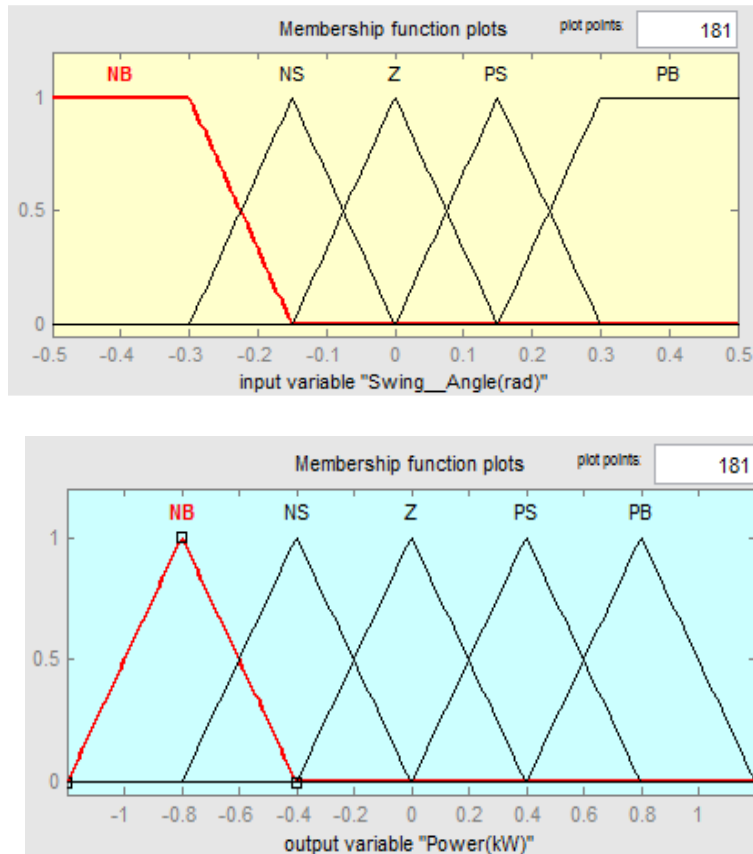 Membership function plots plot points: 181
NB NS Z PS PB
1
0.5
0
-0.5 -0.4 -0.3 -0.2 -0.1 0 0.1 0.2 0.3 0.4 0.5
input variable "Swing__Angle(rad)"
Membership function plots plot points: 181
NB NS Z PS PB
1
0.5
0
-1 -0.8 -0.6 -0.4 -0.2 0 0.2 0.4 0.6 0.8 1
output variable "Power(kW)"